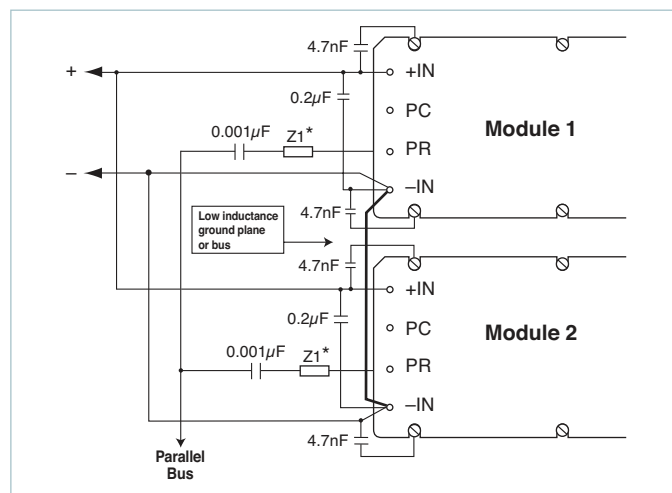 4.7nF
+
+IN
0.2µF
PC
Module 1
0.001µF
Z1*
PR
–
–IN
4.7nF
Low inductance
ground plane
or bus
4.7nF
+IN
0.2µF
PC
Module 2
0.001µF
Z1*
PR
–IN
4.7nF
Parallel
Bus